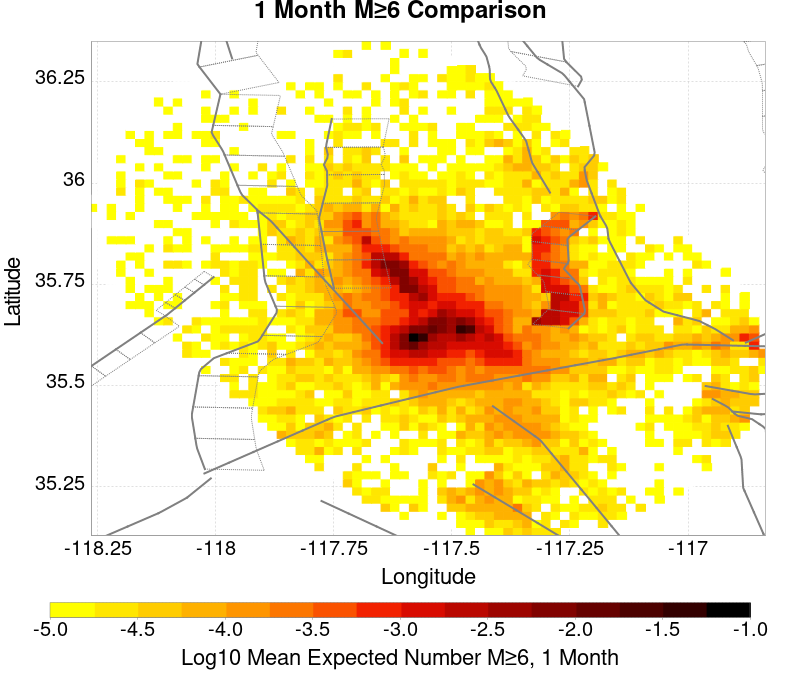 1 Month M≥6 Comparison
36.25
36
35.75
35.5
35.25
Latitude
-118.25 -118 -117.75 -117.5 -117.25 -117
Longitude
-5.0 -4.5 -4.0 -3.5 -3.0 -2.5 -2.0 -1.5 -1.0
Log10 Mean Expected Number M≥6, 1 Month